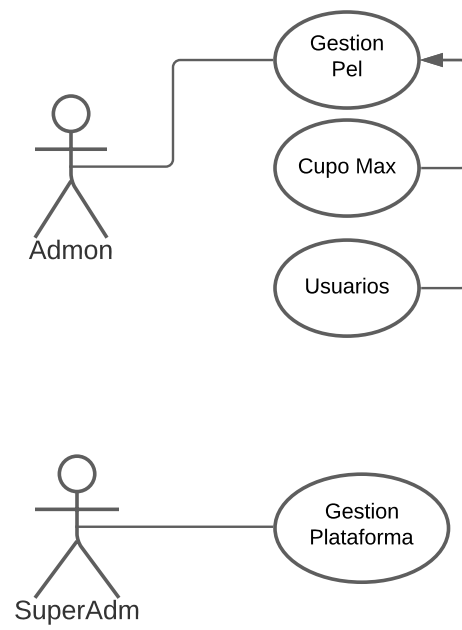 Gestion
Pel
Cupo Max
Admon
Usuarios
Gestion
Plataforma
SuperAdm